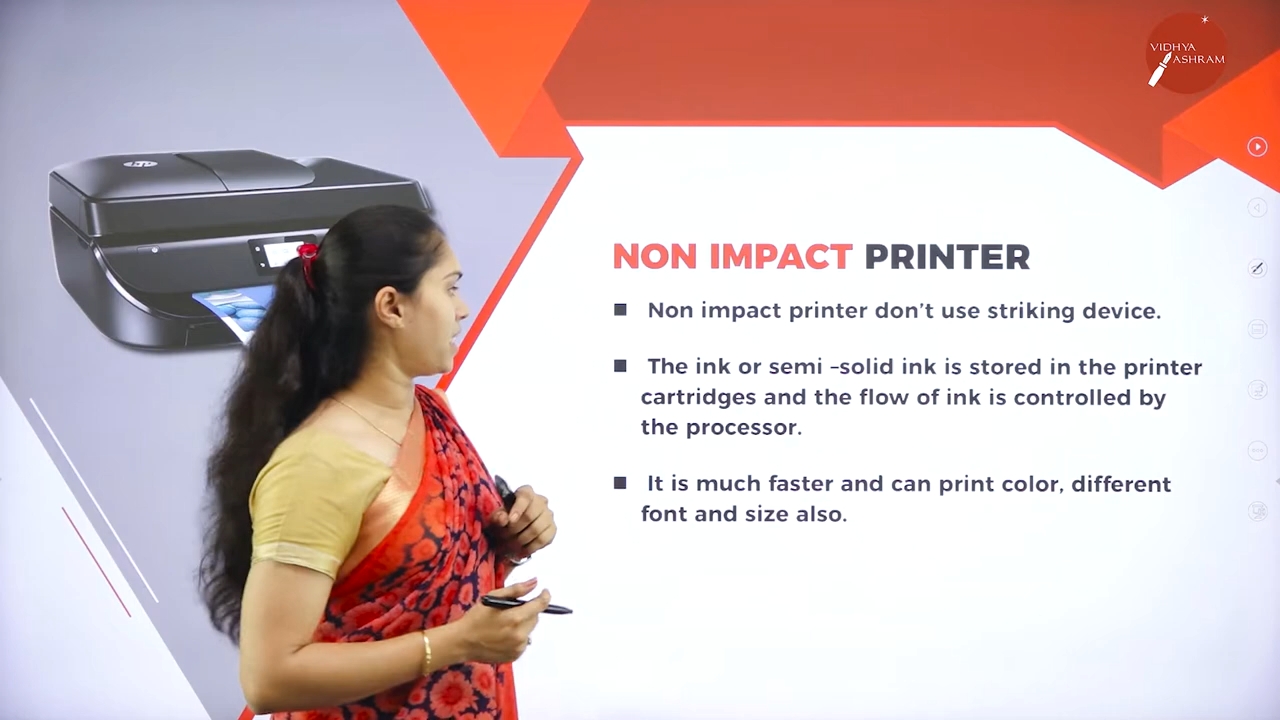 VIDHYA
ASHRAM
hp
NON IMPACT PRINTER
■ Non impact printer don’t use striking device.
■ The ink or semi –solid ink is stored in the printer
cartridges and the flow of ink is controlled by
the processor.
■ It is much faster and can print color, different
font and size also.